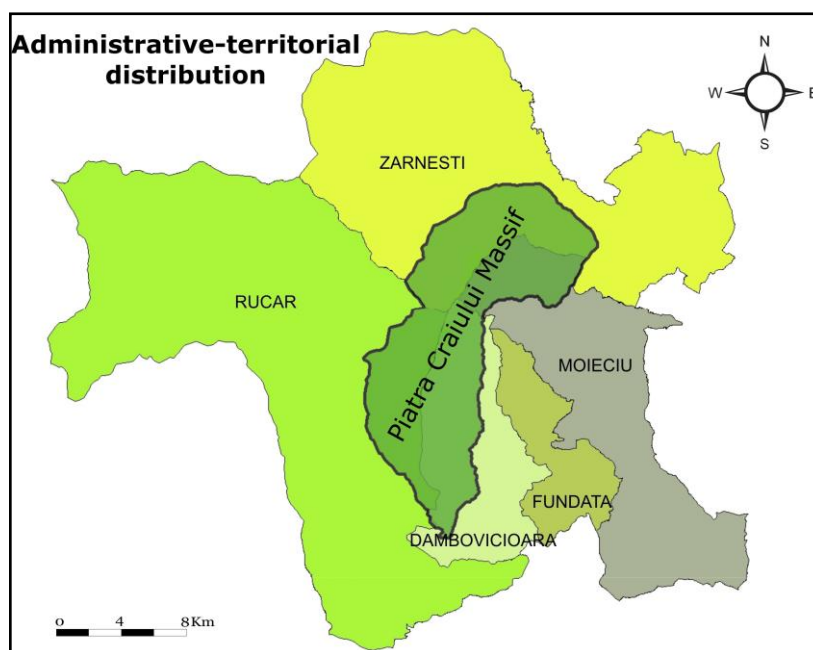 Administrative-territorial
distribution
N
W E
S
ZARNESTI
Piatra Craiului Massif
RUCAR
MOIECIU
FUNDATA
DAMBOVICIOARA
0 4 8Km